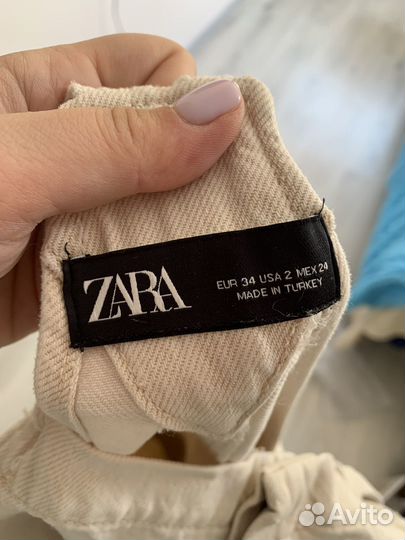 ZARA
EUR 34 USA 2 MEX 24
MADE IN TURKEY
Avito